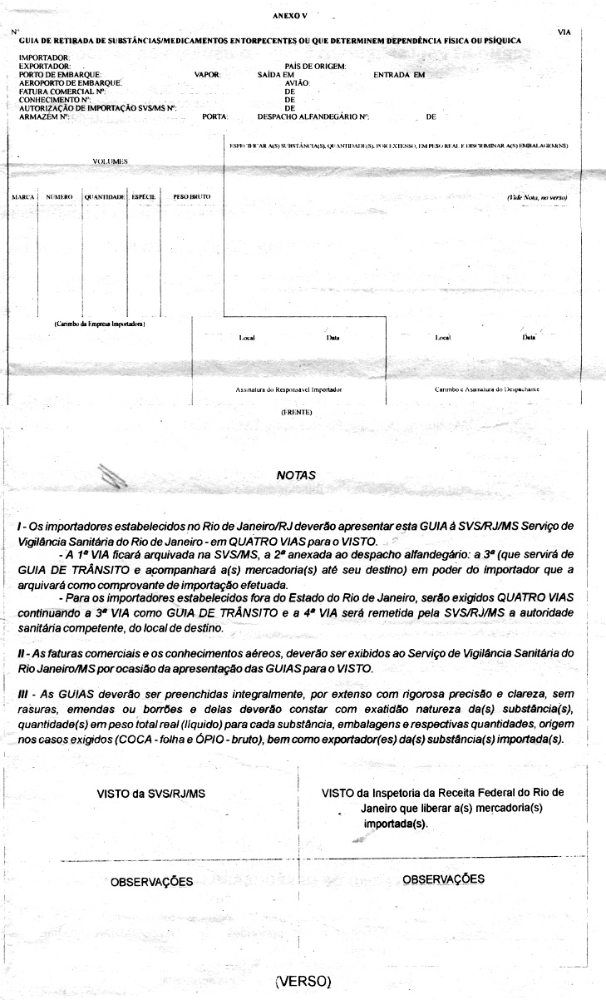 ANEXO V
Nº VIA
GUIA DE RETIRADA DE SUBSTÂNCIAS/MEDICAMENTOS ENTORPECENTES OU QUE DETERMINEM DEPENDÊNCIA FÍSICA OU PSÍQUICA
IMPORTADOR:
EXPORTADOR: PAÍS DE ORIGEM:
PORTO DE EMBARQUE: VAPOR: SAÍDA EM ENTRADA EM
AEROPORTO DE EMBARQUE: AVIÃO:
FATURA COMERCIAL Nº: DE
CONHECIMENTO Nº: DE
AUTORIZAÇÃO DE IMPORTAÇÃO SVS/MS Nº: DE
ARMAZÉM Nº: PORTA: DESPACHO ALFANDEGÁRIO Nº: DE
ESPECIFICAR A(S) SUBSTÂNCIA(S), QUANTIDADE(S), POR EXTENSO, EM PESO REAL E DISCRIMINAR A(S) EMBALAGEM(NS)
VOLUMES
MARCA NÚMERO QUANTIDADE ESPÉCIE PESO BRUTO (Vide Nota, no verso)
(Carimbo da Empresa Importadora)
Local Data Local Data
Assinatura do Responsável Importador Carimbo e Assinatura do Despachante
(FRENTE)
NOTAS
I - Os importadores estabelecidos no Rio de Janeiro/RJ deverão apresentar esta GUIA à SVS/RJ/MS Serviço de
Vigilância Sanitária do Rio de Janeiro - em QUATRO VIAS para o VISTO.
- A 1ª VIA ficará arquivada na SVS/MS, a 2ª anexada ao despacho alfandegário: a 3ª (que servirá de
GUIA DE TRÂNSITO e acompanhará a(s) mercadoria(s) até seu destino) em poder do importador que a
arquivará como comprovante de importação efetuada.
- Para os importadores estabelecidos fora do Estado do Rio de Janeiro, serão exigidos QUATRO VIAS
continuando a 3ª VIA como GUIA DE TRÂNSITO e a 4ª VIA será remetida pela SVS/RJ/MS a autoridade
sanitária competente, do local de destino.
II - As faturas comerciais e os conhecimentos aéreos, deverão ser exibidos ao Serviço de Vigilância Sanitária do
Rio Janeiro/MS por ocasião da apresentação das GUIAS para o VISTO.
III - As GUIAS deverão ser preenchidas integralmente, por extenso com rigorosa precisão e clareza, sem
rasuras, emendas ou borrões e delas deverão constar com exatidão natureza da(s) substância(s),
quantidade(s) em peso total real (líquido) para cada substância, embalagens e respectivas quantidades, origem
nos casos exigidos (COCA - folha e ÓPIO - bruto), bem como exportador(es) da(s) substância(s) importada(s).
VISTO da SVS/RJ/MS
VISTO da Inspetoria da Receita Federal do Rio de
Janeiro que liberar a(s) mercadoria(s)
importada(s).
OBSERVAÇÕES OBSERVAÇÕES
(VERSO)